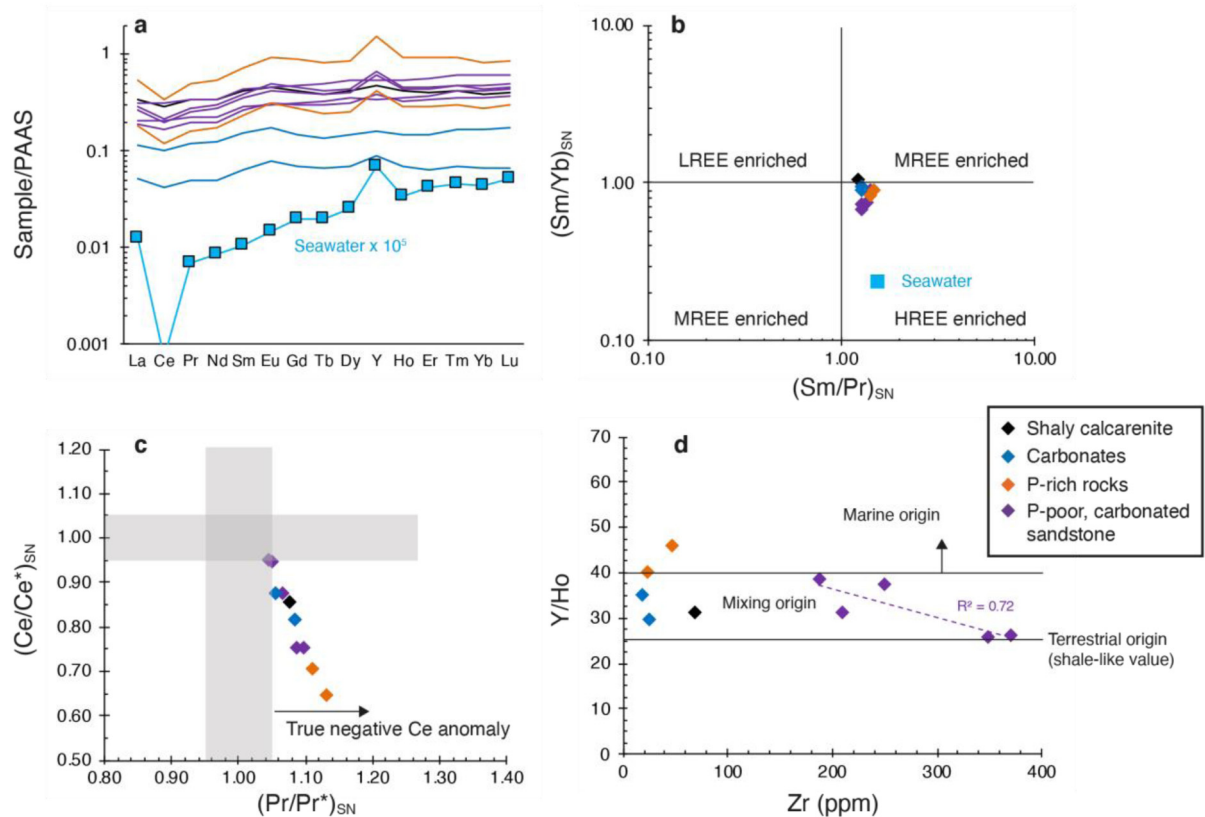 a
1
0.1
0.01
0.001
Sample/PAAS
Seawater x 10⁵
La Ce Pr Nd Sm Eu Gd Tb Dy Y Ho Er Tm Yb Lu
b
10.00
1.00
0.10
(Sm/Yb)SN
LREE enriched
MREE enriched
Seawater
MREE enriched
HREE enriched
0.10 1.00 10.00
(Sm/Pr)SN
Shaly calcarenite
Carbonates
P-rich rocks
P-poor, carbonated
sandstone
c
1.20
1.10
1.00
0.90
0.80
0.70
0.60
0.50
(Ce/Ce*)SN
True negative Ce anomaly
0.80 0.90 1.00 1.10 1.20 1.30 1.40
(Pr/Pr*)SN
d
70
60
50
40
30
20
10
0
Y/Ho
Marine origin
Mixing origin
R² = 0.72
Terrestrial origin
(shale-like value)
0 100 200 300 400
Zr (ppm)